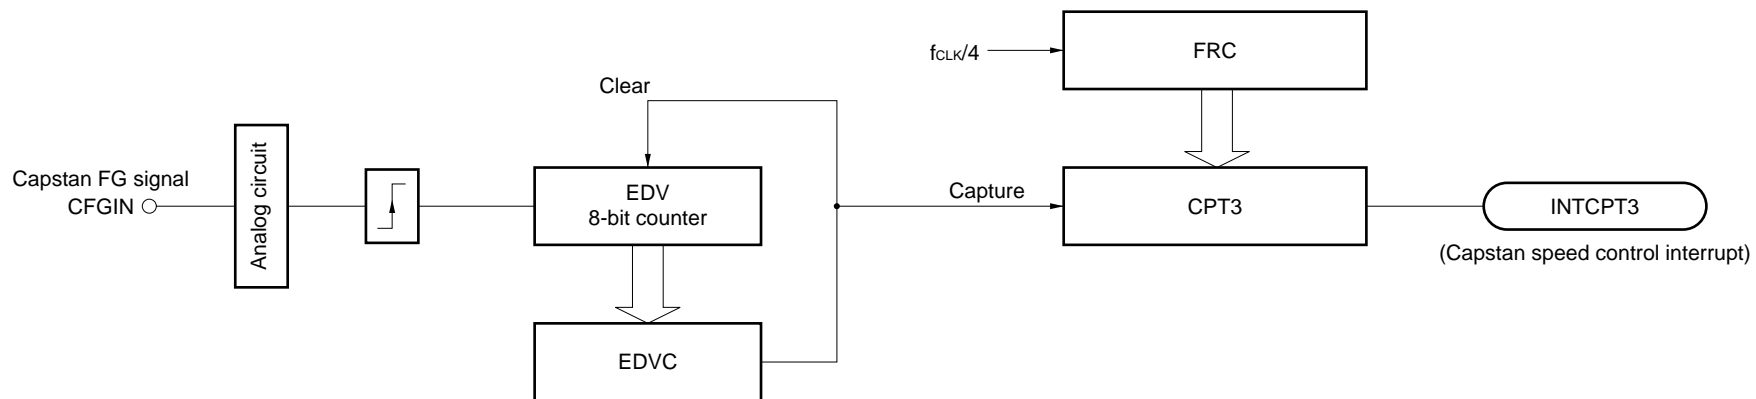 fCLK/4
FRC
Clear
Capstan FG signal
CFGIN
Analog circuit
EDV
8-bit counter
Capture
CPT3
INTCPT3
(Capstan speed control interrupt)
EDVC